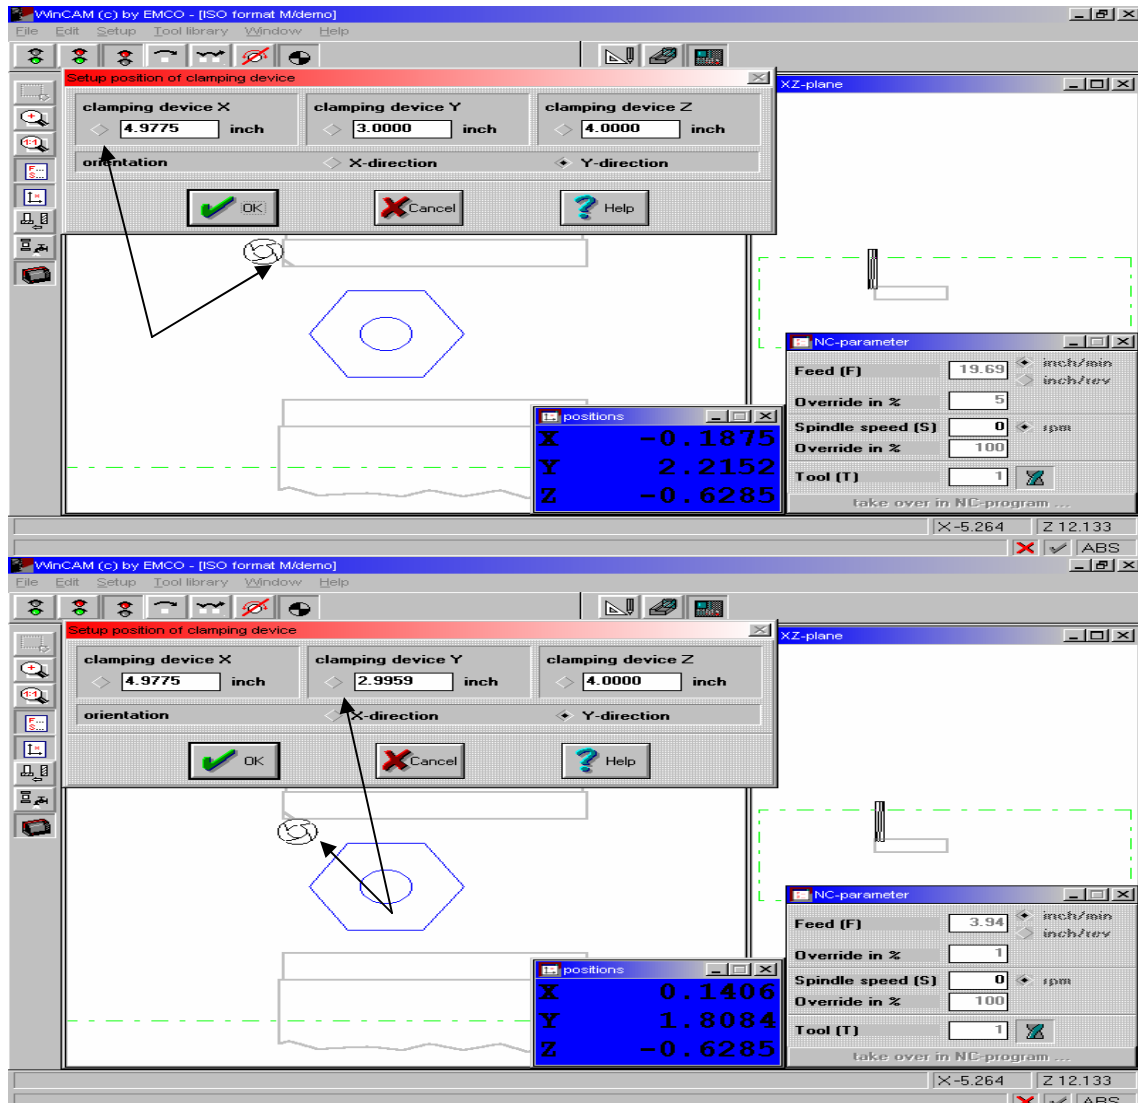 WinCAM (c) by EMCO - [ISO format M/demo]
File Edit Setup Tool library Window Help
Setup position of clamping device
clamping device X clamping device Y clamping device Z
4.9775 inch 3.0000 inch 4.0000 inch
orientation X-direction Y-direction
OK Cancel Help
XZ-plane
NC-parameter
Feed (F) 19.69 inch/min
inch/rev
Override in % 5
Spindle speed (S) 0 rpm
Override in % 100
Tool (T) 1
take over in NC-program ...
positions
X -0.1875
Y 2.2152
Z -0.6285
X -5.264 Z 12.133
ABS
WinCAM (c) by EMCO - [ISO format M/demo]
File Edit Setup Tool library Window Help
Setup position of clamping device
clamping device X clamping device Y clamping device Z
4.9775 inch 2.9959 inch 4.0000 inch
orientation X-direction Y-direction
OK Cancel Help
XZ-plane
NC-parameter
Feed (F) 3.94 inch/min
inch/rev
Override in % 1
Spindle speed (S) 0 rpm
Override in % 100
Tool (T) 1
take over in NC-program ...
positions
X 0.1406
Y 1.8084
Z -0.6285
X -5.264 Z 12.133
ABS